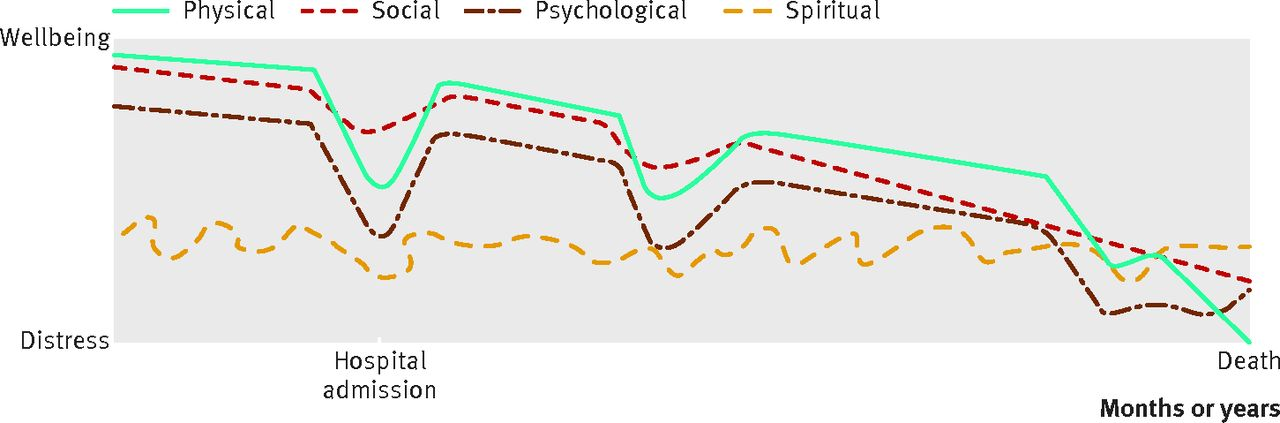 Physical Social Psychological Spiritual
Wellbeing
Distress
Hospital
admission
Death
Months or years